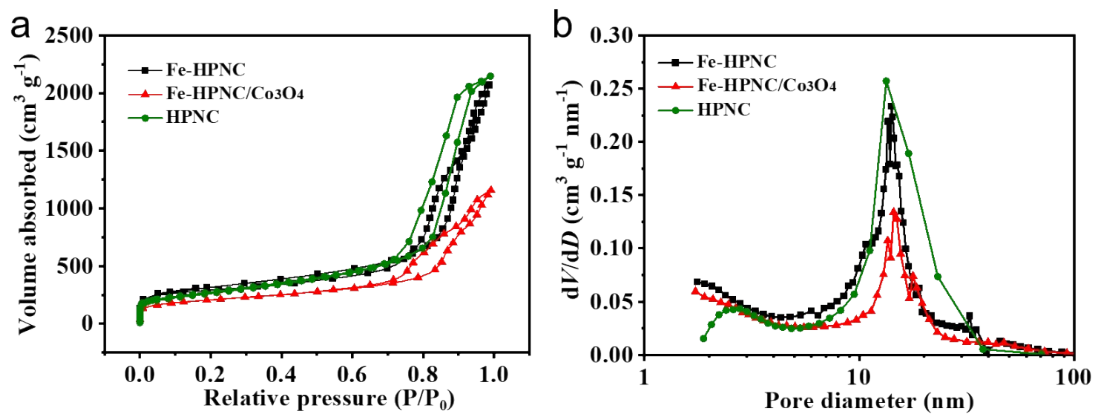 a
2500
2000
1500
1000
500
0
Volume absorbed (cm³ g⁻¹)
Fe-HPNC
Fe-HPNC/Co₃O₄
HPNC
0.0 0.2 0.4 0.6 0.8 1.0
Relative pressure (P/P₀)
b
0.30
0.25
0.20
0.15
0.10
0.05
0.00
dV/dD (cm³ g⁻¹ nm⁻¹)
Fe-HPNC
Fe-HPNC/Co₃O₄
HPNC
1 10 100
Pore diameter (nm)